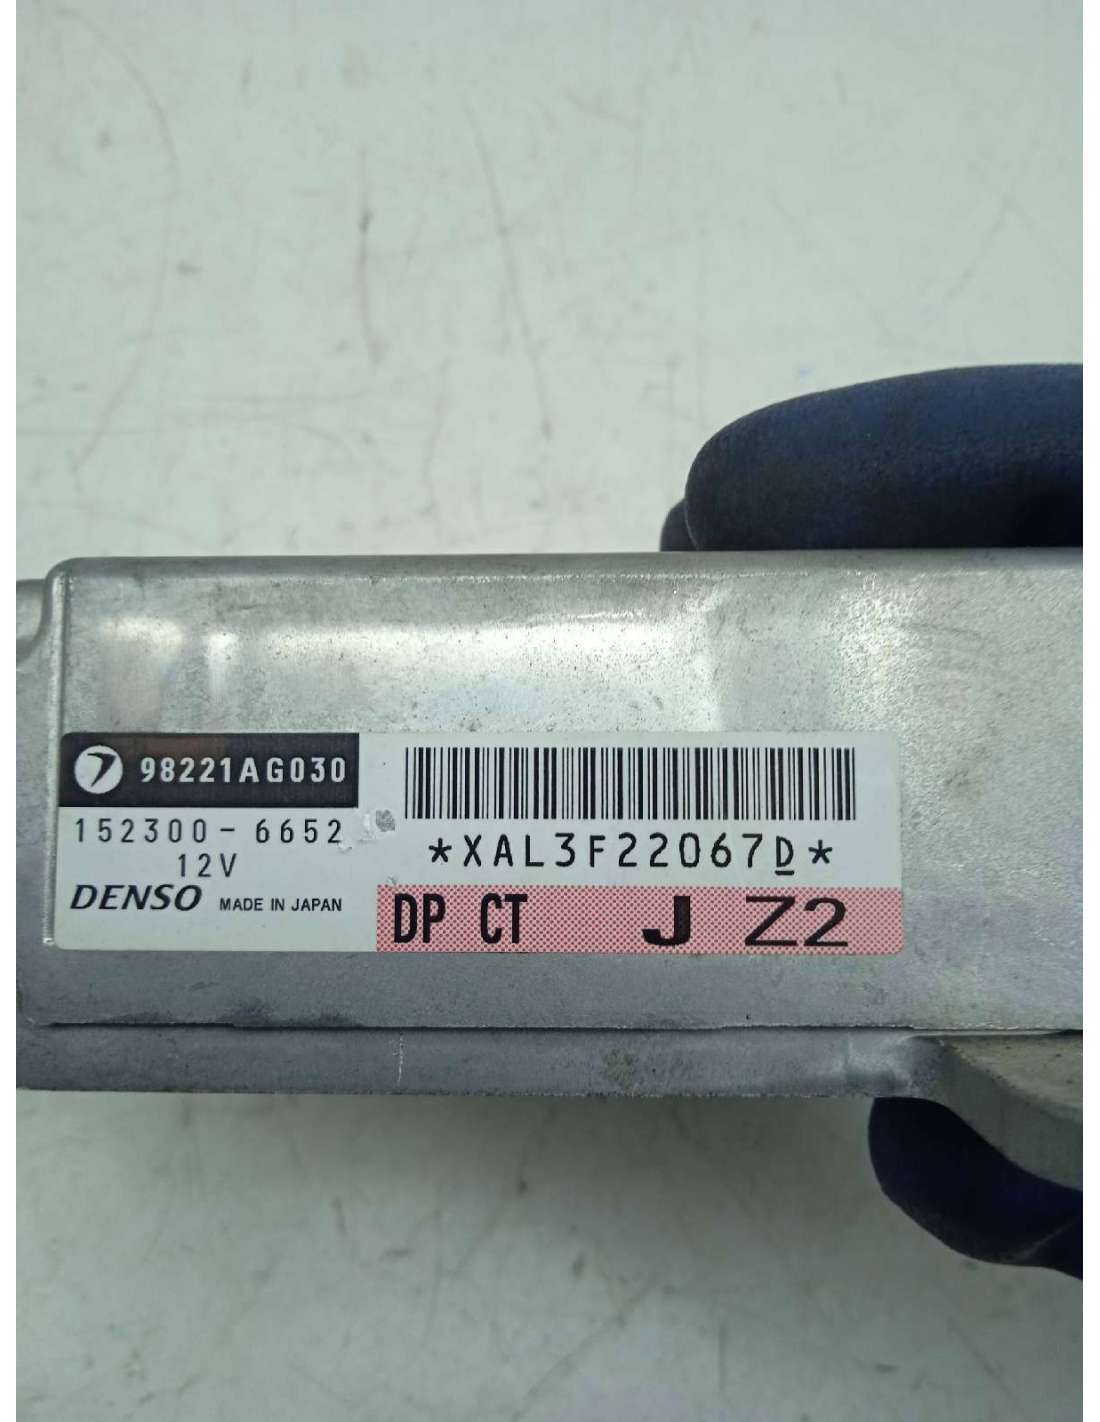 98221AG030
152300-6652
12V
DENSO MADE IN JAPAN
*XAL3F22067D*
DP CT J Z2